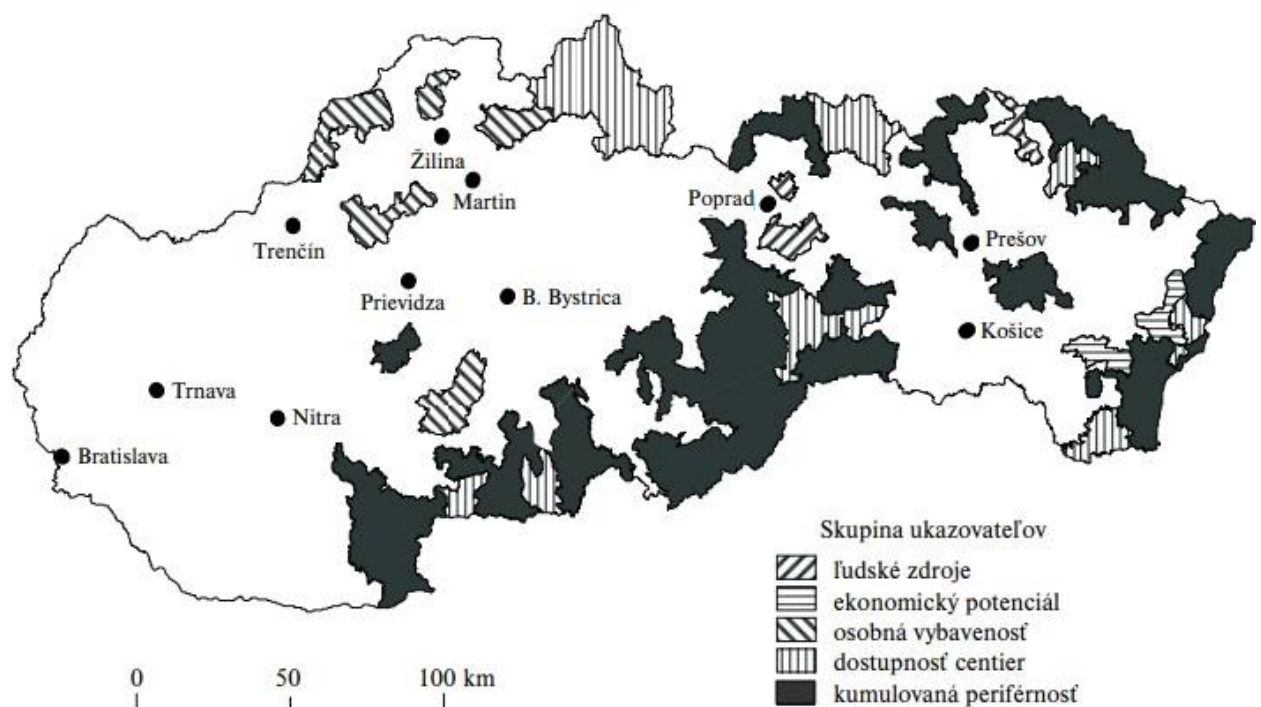 Žilina
Martin
Poprad
Trenčín
Prešov
Prievidza
B. Bystrica
Košice
Trnava
Nitra
Bratislava
Skupina ukazovateľov
ľudské zdroje
ekonomický potenciál
osobná vybavenosť
dostupnosť centier
kumulovaná periférnosť
0 50 100 km